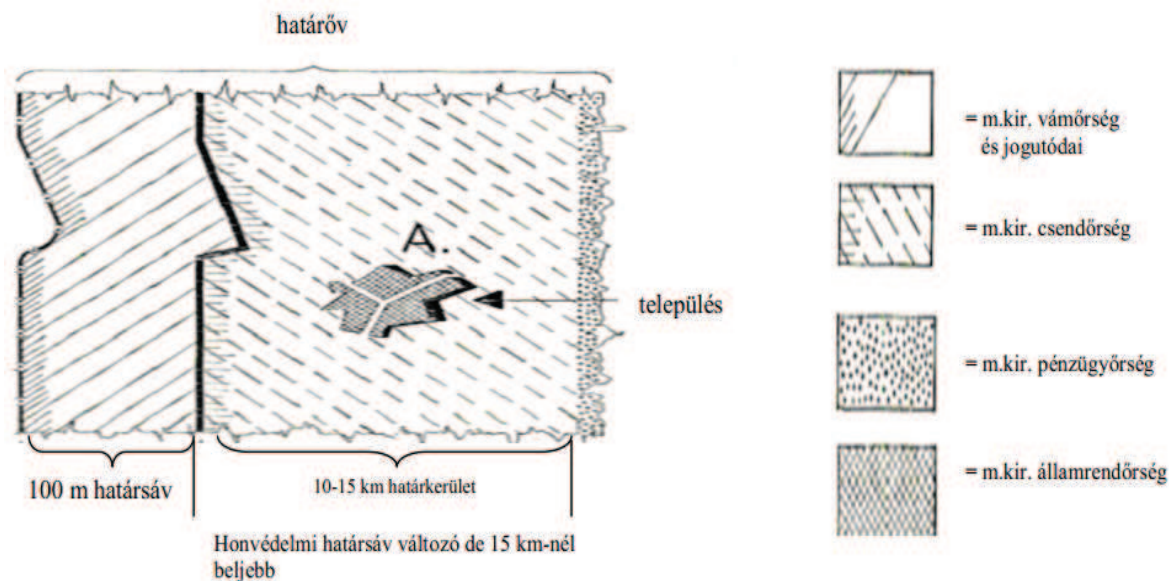 határőv
A.
település
100 m határsáv
10-15 km határkerület
Honvédelmi határsáv változó de 15 km-nél
beljebb
= m.kir. vámőrség
és jogutódai
= m.kir. csendőrség
= m.kir. pénzügyőrség
= m.kir. államrendőrség